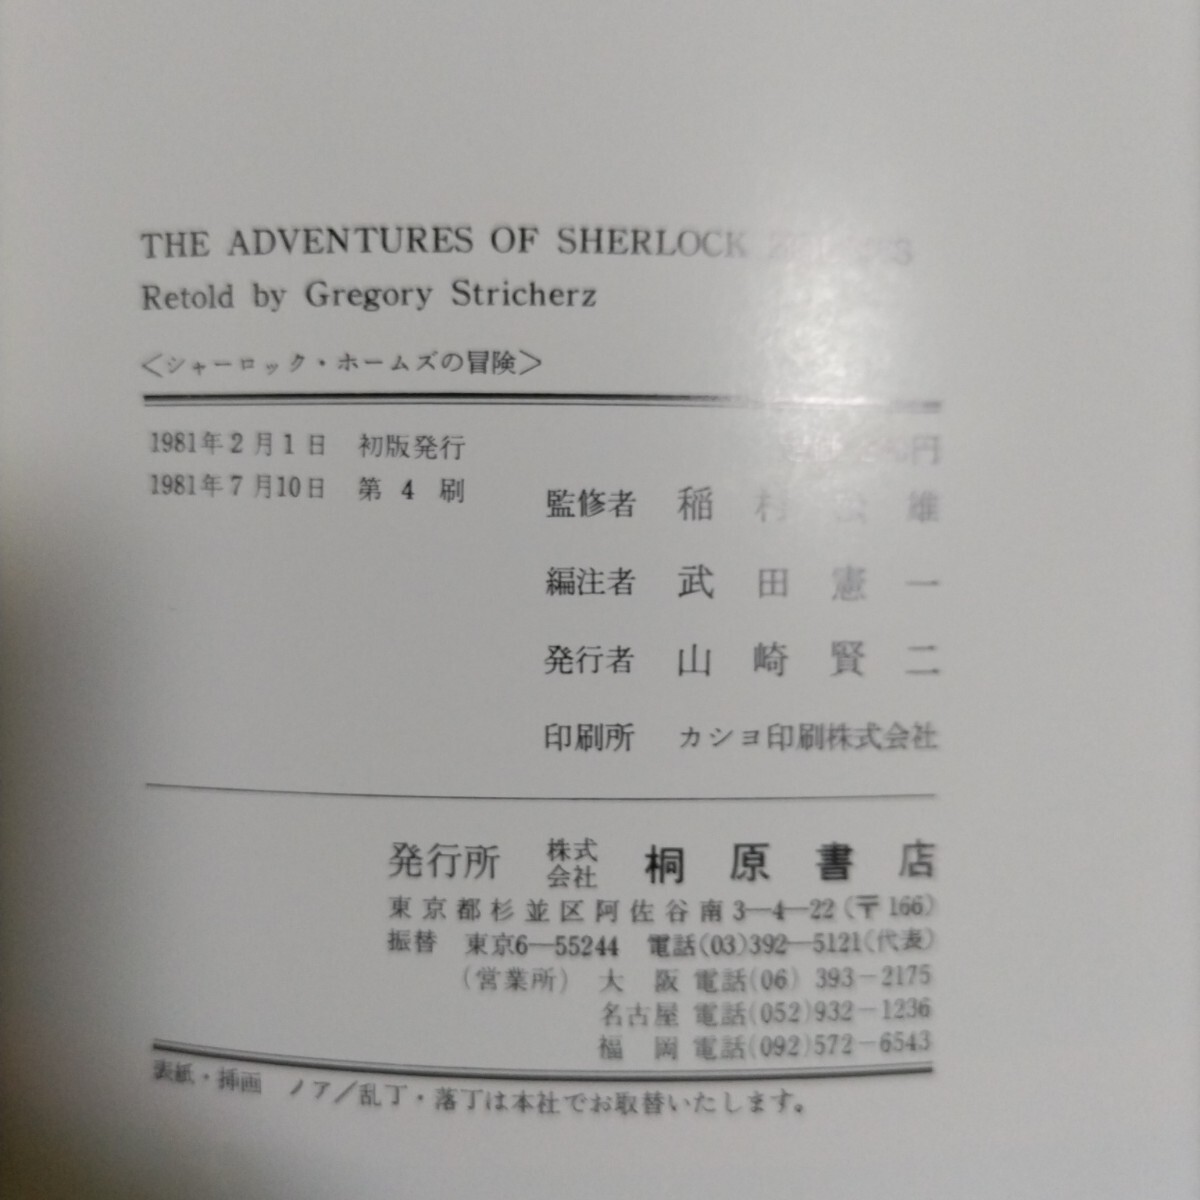 THE ADVENTURES OF SHERLOCK
Retold by Gregory Stricherz
<シャーロック・ホームズの冒険>
1981年2月1日 初版発行
1981年7月10日 第4刷
円
監修者 稲村 雄
編注者 武田憲一
発行者 山崎賢二
印刷所 カショ印刷株式会社
発行所 株式会社 桐原書店
東京都杉並区阿佐谷南3―4―22(〒166)
振替 東京6―55244 電話(03)392―5121(代表)
(営業所) 大阪 電話(06) 393－2175
名古屋 電話(052)932－1236
福岡 電話(092)572－6543
表紙・挿画 ノア/乱丁・落丁は本社でお取替いたします。